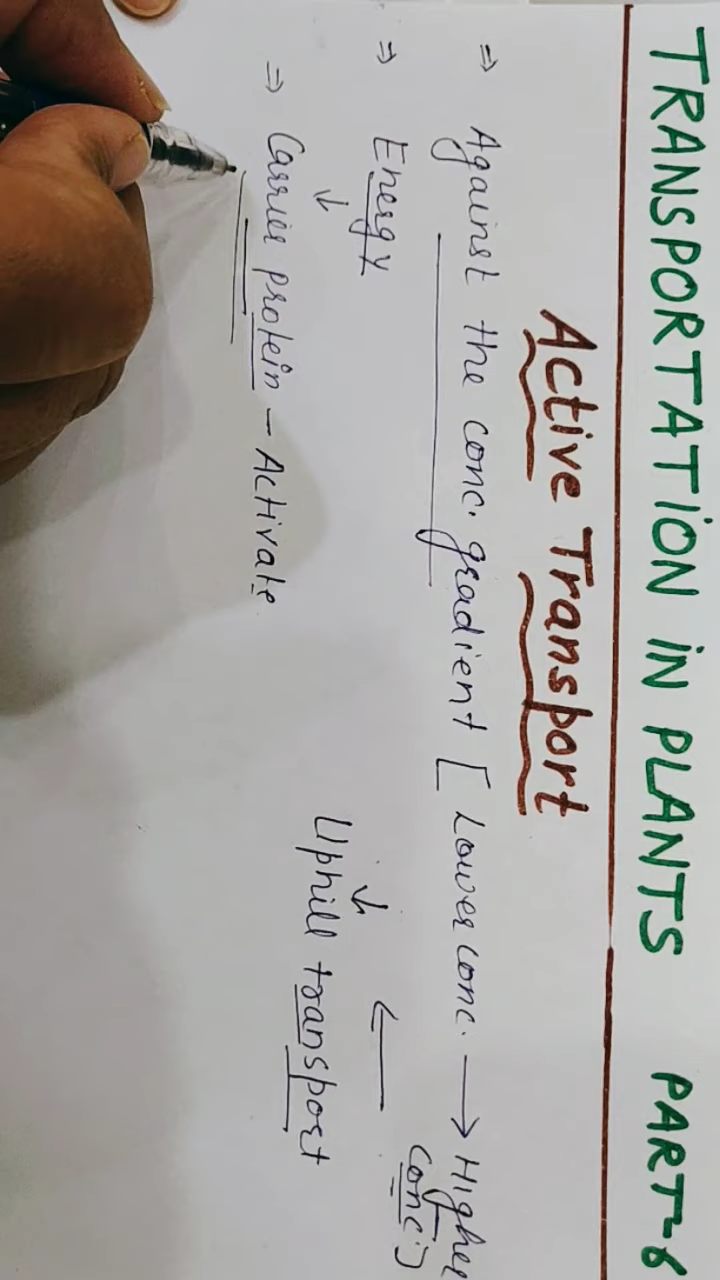 TRANSPORTATION IN PLANTS PART-6
Active Transport
⇒ Against the conc. gradient [Lower conc. → Higher
conc.]
⇒ Energy
↓
↓ ←
Uphill transport
⇒ Carrier protein - Activate